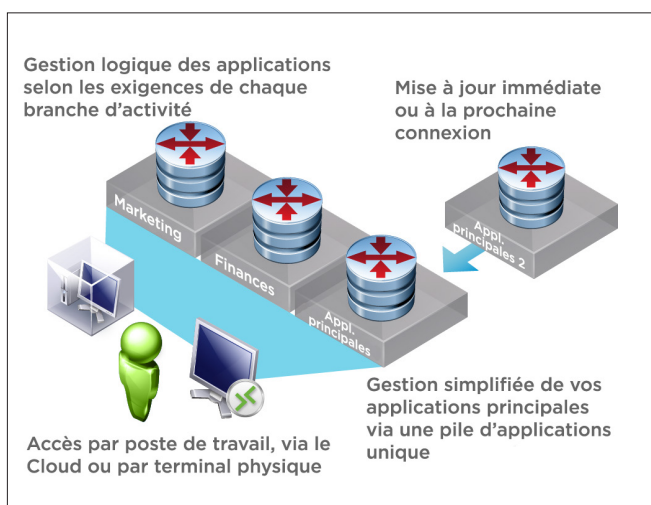 Gestion logique des applications
selon les exigences de chaque
branche d’activité
Mise à jour immédiate
ou à la prochaine
connexion
Marketing
Finances
Appl.
principales
Appl.
principales 2
Gestion simplifiée de vos
applications principales
via une pile d’applications
unique
Accès par poste de travail, via le
Cloud ou par terminal physique